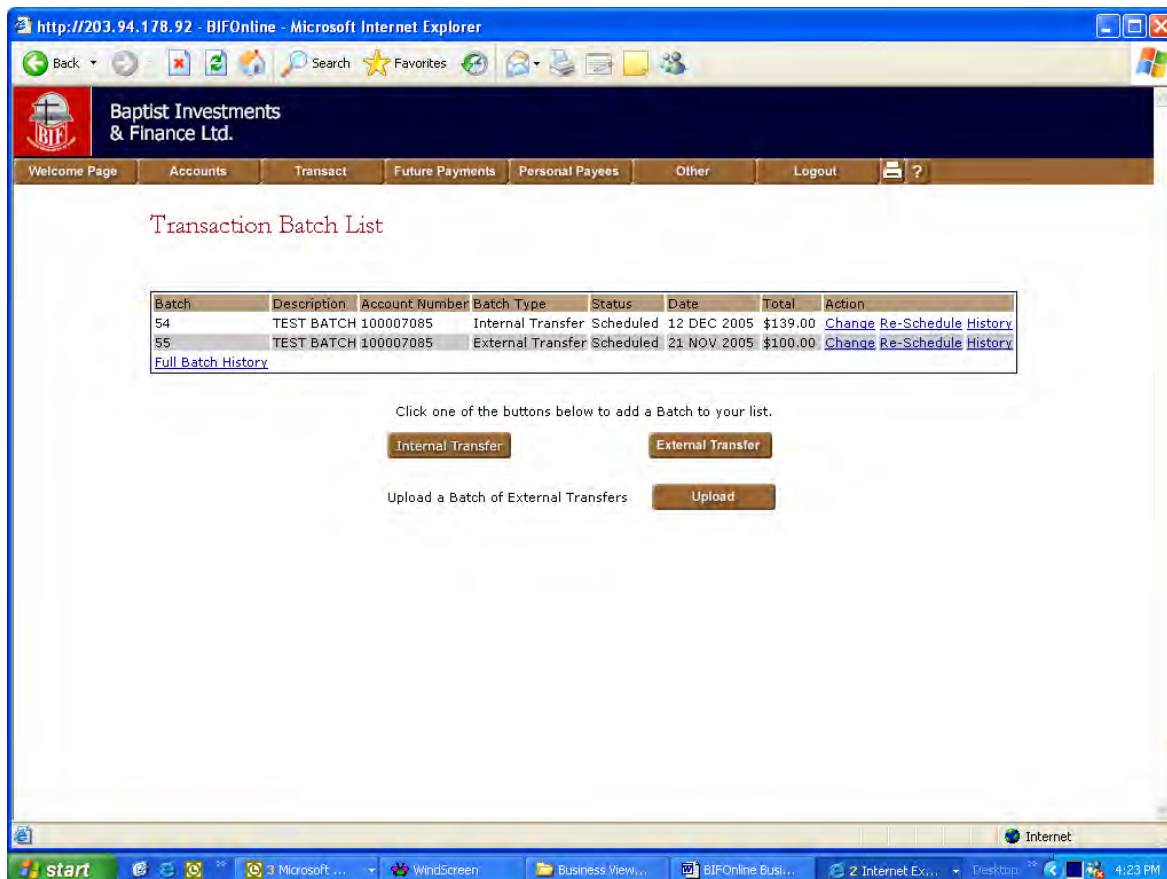 http://203.94.178.92 - BIFOnline - Microsoft Internet Explorer
Back Search Favorites
BIF
Baptist Investments
& Finance Ltd.
Welcome Page Accounts Transact Future Payments Personal Payees Other Logout ?
Transaction Batch List
Batch Description Account Number Batch Type Status Date Total Action
54 TEST BATCH 100007085 Internal Transfer Scheduled 12 DEC 2005 $139.00 Change Re-Schedule History
55 TEST BATCH 100007085 External Transfer Scheduled 21 NOV 2005 $100.00 Change Re-Schedule History
Full Batch History
Click one of the buttons below to add a Batch to your list.
Internal Transfer External Transfer
Upload a Batch of External Transfers Upload
Internet
start 3 Microsoft ... WindScreen Business View... BIFOnline Busi... 2 Internet Ex... Desktop 4:23 PM